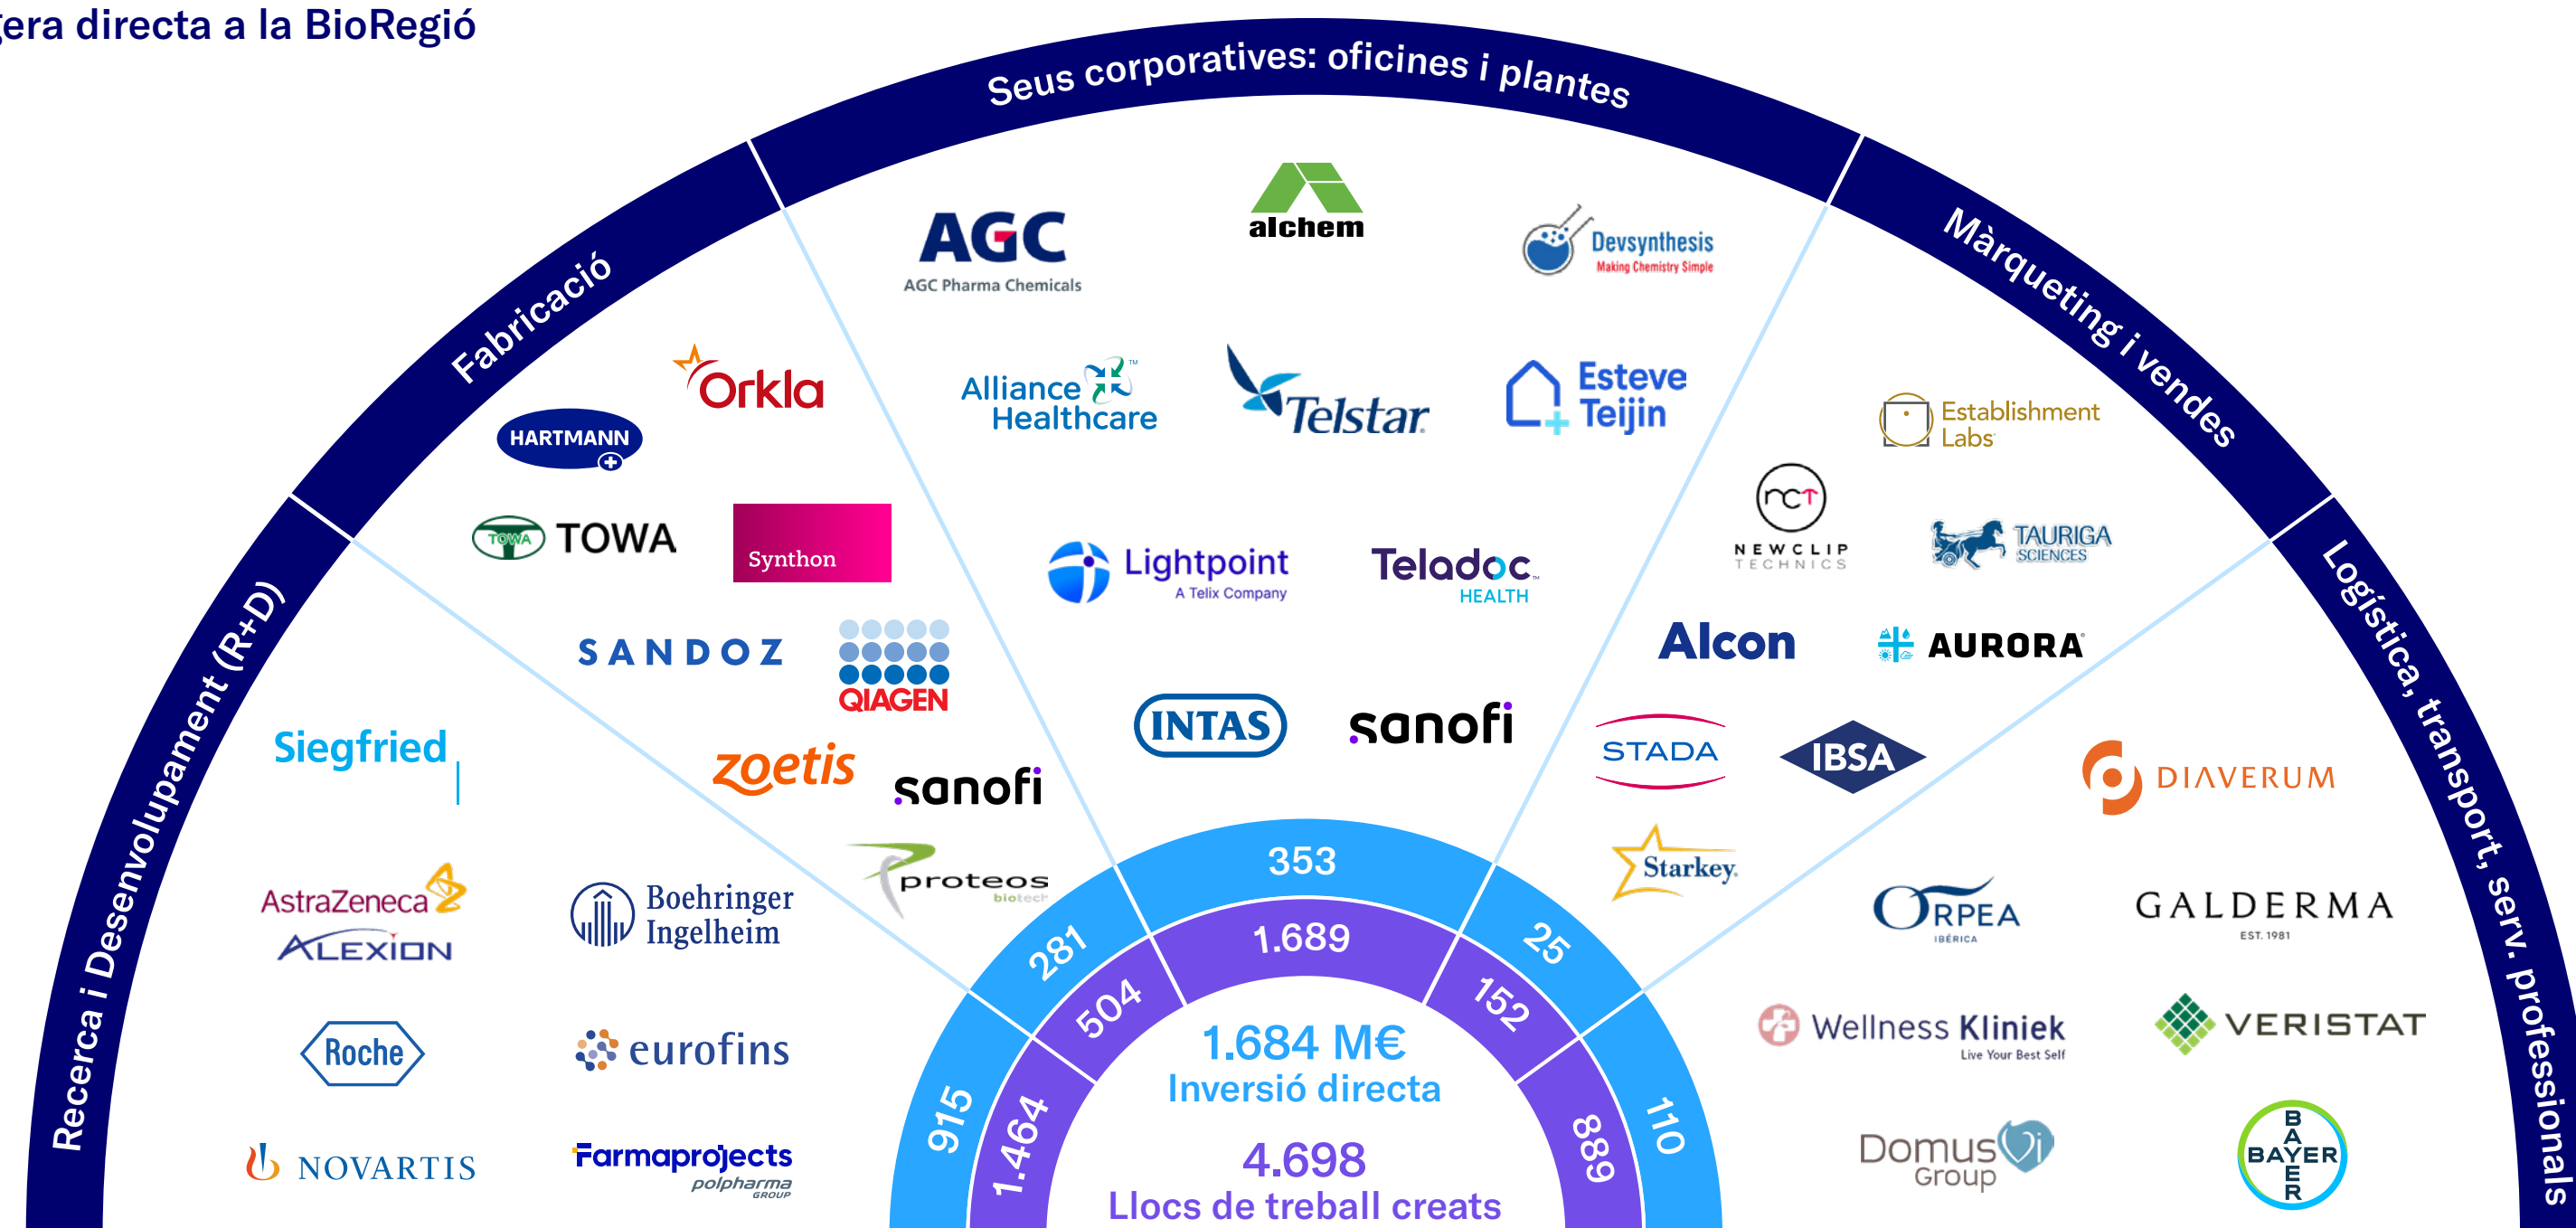 gera directa a la BioRegió
Seus corporatives: oficines i plantes
Fabricació
Màrqueting i vendes
Recerca i Desenvolupament (R+D)
Logística, transport, serv. professionals
AGC
AGC Pharma Chemicals
alchem
Devsynthesis
Making Chemistry Simple
Alliance
Healthcare
TM
Telstar
Esteve
Teijin
Lightpoint
A Telix Company
Teladoc
HEALTH
INTAS
sanofi
Orkla
HARTMANN
TOWA
TOWA
Synthon
SANDOZ
QIAGEN
zoetis
sanofi
proteos
biotech
Establishment
Labs
nct
NEWCLIP
TECHNICS
TAURIGA
SCIENCES
Alcon
AURORA
STADA
IBSA
Starkey
Siegfried
AstraZeneca
ALEXION
Boehringer
Ingelheim
Roche
eurofins
NOVARTIS
Farmaprojects
polpharma
GROUP
DIAVERUM
ORPEA
IBÉRICA
GALDERMA
EST. 1981
Wellness Kliniek
Live Your Best Self
VERISTAT
DomusVi
Group
BAYER
BAYER
915
281
353
25
110
1.464
504
1.689
152
889
1.684 M€
Inversió directa
4.698
Llocs de treball creats